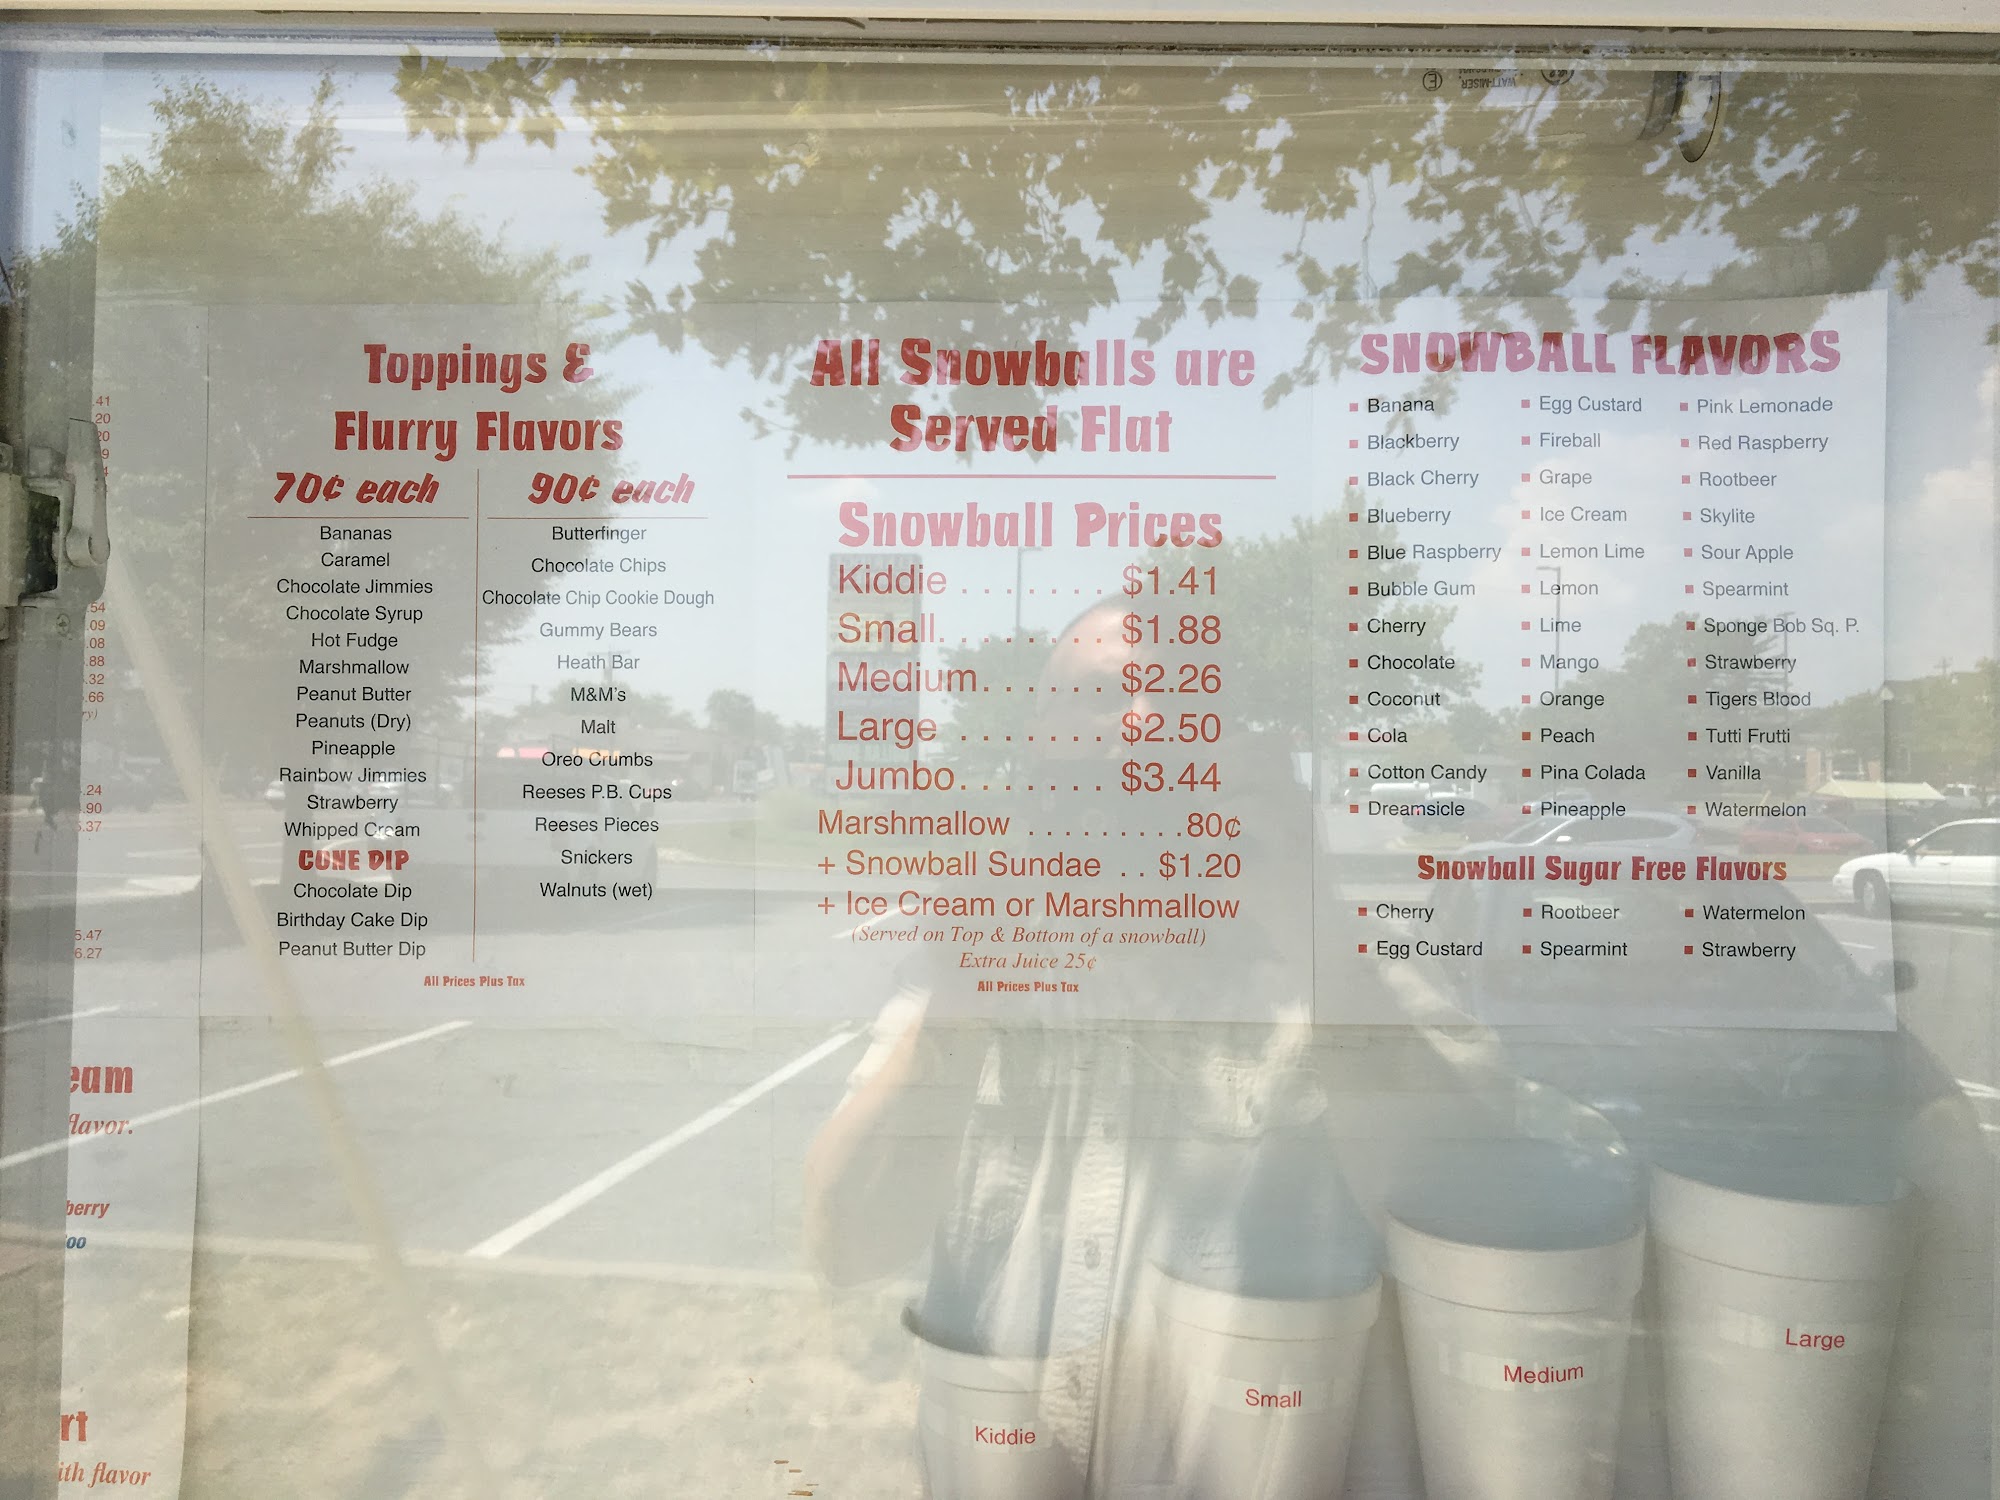 Toppings &
Flurry Flavors
70¢ each
Bananas
Caramel
Chocolate Jimmies
Chocolate Syrup
Hot Fudge
Marshmallow
Peanut Butter
Peanuts (Dry)
Pineapple
Rainbow Jimmies
Strawberry
Whipped Cream
CONE DIP
Chocolate Dip
Birthday Cake Dip
Peanut Butter Dip
90¢ each
Butterfinger
Chocolate Chips
Chocolate Chip Cookie Dough
Gummy Bears
Heath Bar
M&M's
Malt
Oreo Crumbs
Reeses P.B. Cups
Reeses Pieces
Snickers
Walnuts (wet)
All Prices Plus Tax
All Snowballs are
Served Flat
Snowball Prices
Kiddie . . . . . . . $1.41
Small. . . . . . . . $1.88
Medium. . . . . . $2.26
Large . . . . . . . $2.50
Jumbo. . . . . . . $3.44
Marshmallow . . . . . . . . .80¢
+ Snowball Sundae . . $1.20
+ Ice Cream or Marshmallow
(Served on Top & Bottom of a snowball)
Extra Juice 25¢
All Prices Plus Tax
SNOWBALL FLAVORS
Banana
Blackberry
Black Cherry
Blueberry
Blue Raspberry
Bubble Gum
Cherry
Chocolate
Coconut
Cola
Cotton Candy
Dreamsicle
Egg Custard
Fireball
Grape
Ice Cream
Lemon Lime
Lemon
Lime
Mango
Orange
Peach
Pina Colada
Pineapple
Pink Lemonade
Red Raspberry
Rootbeer
Skylite
Sour Apple
Spearmint
Sponge Bob Sq. P.
Strawberry
Tigers Blood
Tutti Frutti
Vanilla
Watermelon
Snowball Sugar Free Flavors
Cherry
Egg Custard
Rootbeer
Spearmint
Watermelon
Strawberry
Kiddie
Small
Medium
Large
flavor.
flavor
WATT-MISER